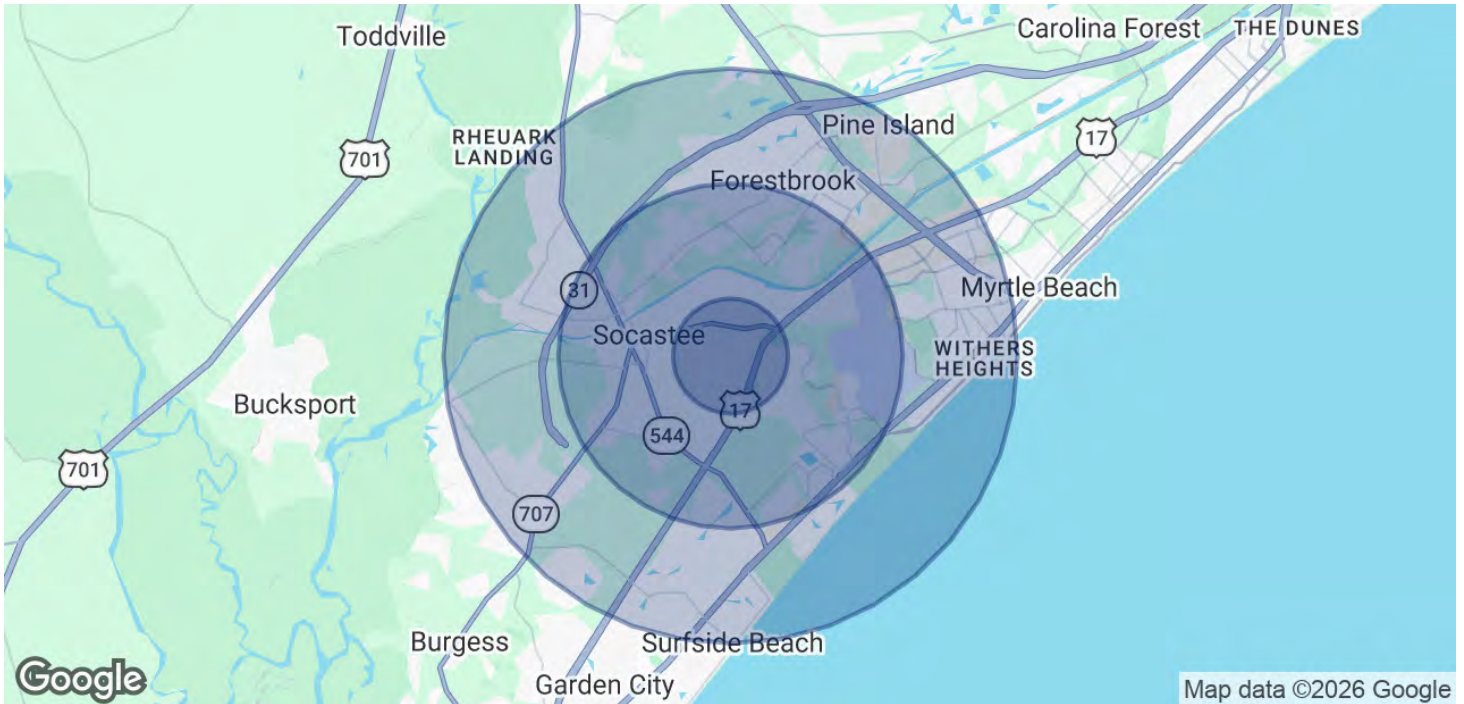 Toddville
Carolina Forest
THE DUNES
Pine Island
17
RHEUARK
LANDING
701
Forestbrook
31
Myrtle Beach
Socastee
WITHERS
HEIGHTS
Bucksport
17
544
701
707
Burgess
Surfside Beach
Garden City
Google
Map data ©2026 Google